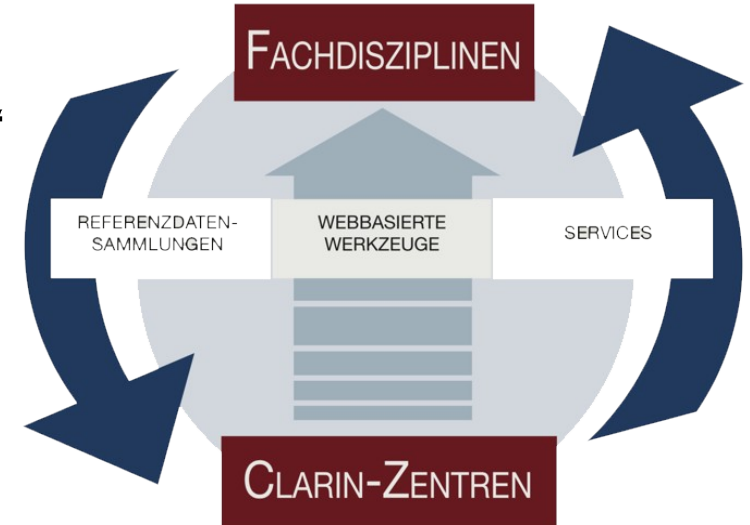 FACHDISZIPLINEN
REFERENZDATEN-
SAMMLUNGEN
WEBBASIERTE
WERKZEUGE
SERVICES
CLARIN-ZENTREN